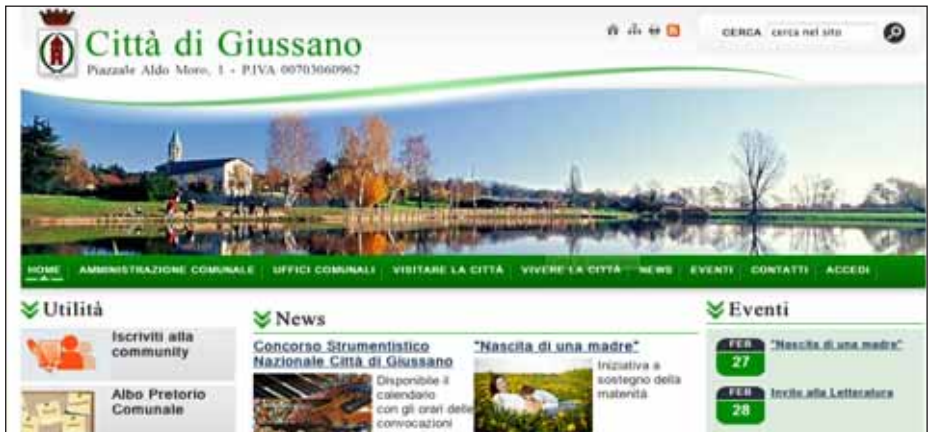 Città di Giussano
Piazzale Aldo Moro, 1 - P.IVA 00703060962
CERCA cerca nel sito
HOME AMMINISTRAZIONE COMUNALE UFFICI COMUNALI VISITARE LA CITTÀ VIVERE LA CITTÀ NEWS EVENTI CONTATTI ACCEDI
Utilità
Iscriviti alla
community
Albo Pretorio
Comunale
News
Concorso Strumentistico
Nazionale Città di Giussano
Disponibile il
calendario
con gli orari delle
convocazioni
"Nascita di una madre"
Iniziativa a
sostegno della
maternità
Eventi
FEB
27
"Nascita di una madre"
FEB
28
Invito alla Letteratura